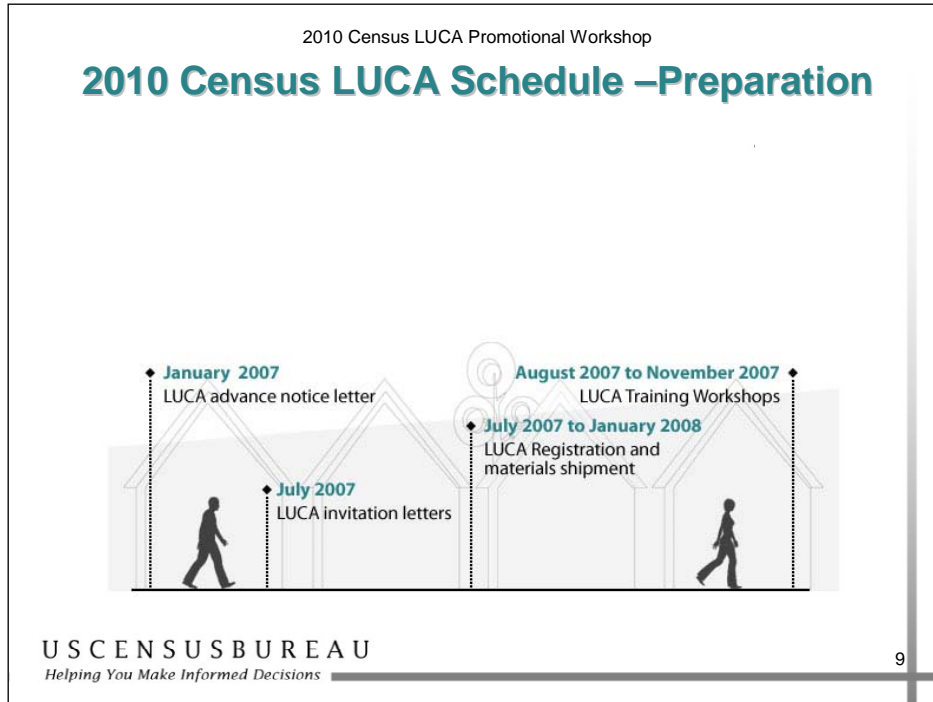 2010 Census LUCA Promotional Workshop
2010 Census LUCA Schedule –Preparation
January 2007
LUCA advance notice letter
July 2007
LUCA invitation letters
July 2007 to January 2008
LUCA Registration and
materials shipment
August 2007 to November 2007
LUCA Training Workshops
USCENSUSBUREAU
Helping You Make Informed Decisions
9